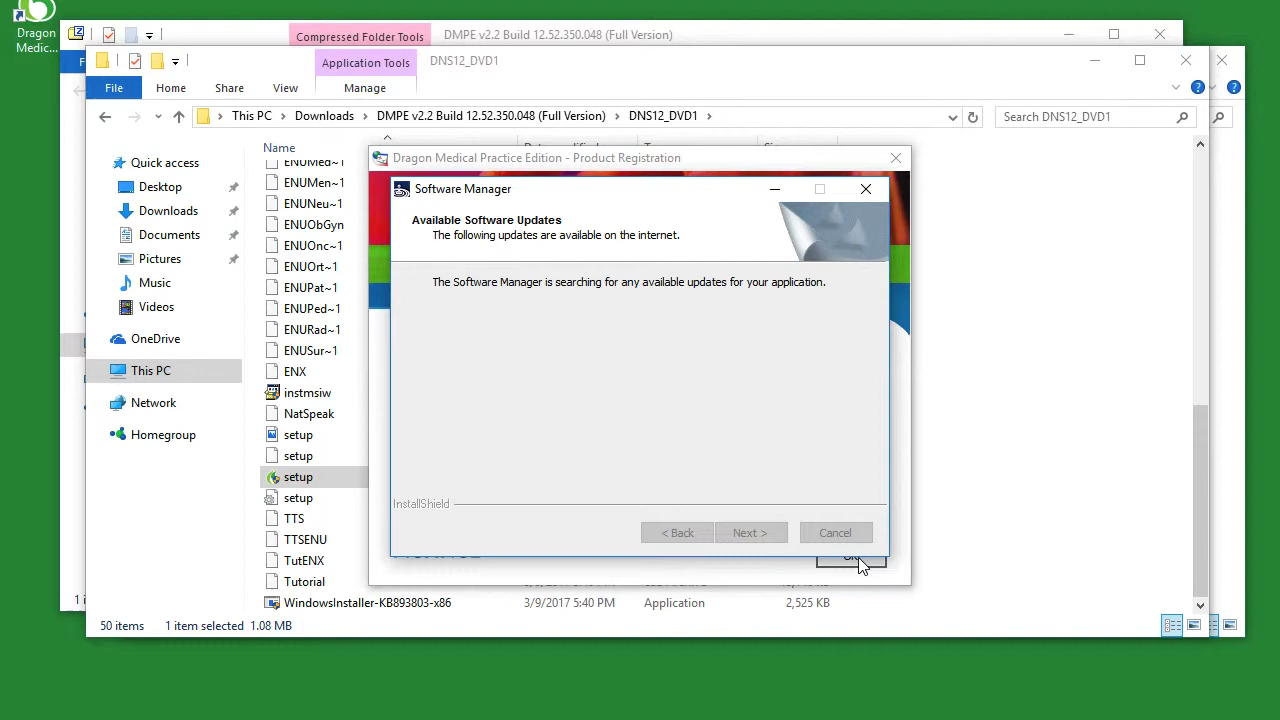 Dragon
Medic...
Compressed Folder Tools
DMPE v2.2 Build 12.52.350.048 (Full Version)
Application Tools
DNS12_DVD1
File
Home
Share
View
Manage
This PC
Downloads
DMPE v2.2 Build 12.52.350.048 (Full Version)
DNS12_DVD1
Search DNS12_DVD1
Quick access
Desktop
Downloads
Documents
Pictures
Music
Videos
OneDrive
This PC
Network
Homegroup
Name
ENUMed~1
ENUMen~1
ENUNeu~1
ENUObGyn
ENUOnc~1
ENUOrt~1
ENUPat~1
ENUPed~1
ENURad~1
ENUSur~1
ENX
instmsiw
NatSpeak
setup
setup
setup
setup
TTS
TTSENU
TutENX
Tutorial
WindowsInstaller-KB893803-x86
3/9/2017 5:40 PM
Application
2,525 KB
Dragon Medical Practice Edition - Product Registration
Software Manager
Available Software Updates
The following updates are available on the internet.
The Software Manager is searching for any available updates for your application.
InstallShield
< Back
Next >
Cancel
50 items
1 item selected
1.08 MB